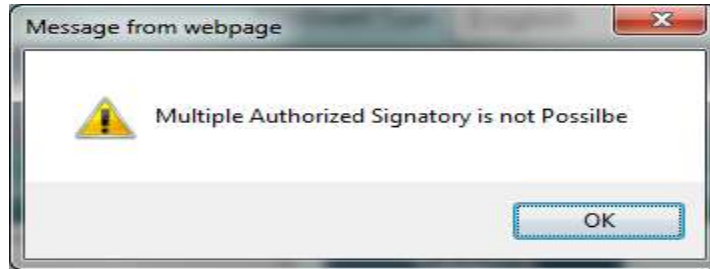 Message from webpage
Multiple Authorized Signatory is not Possilbe
OK